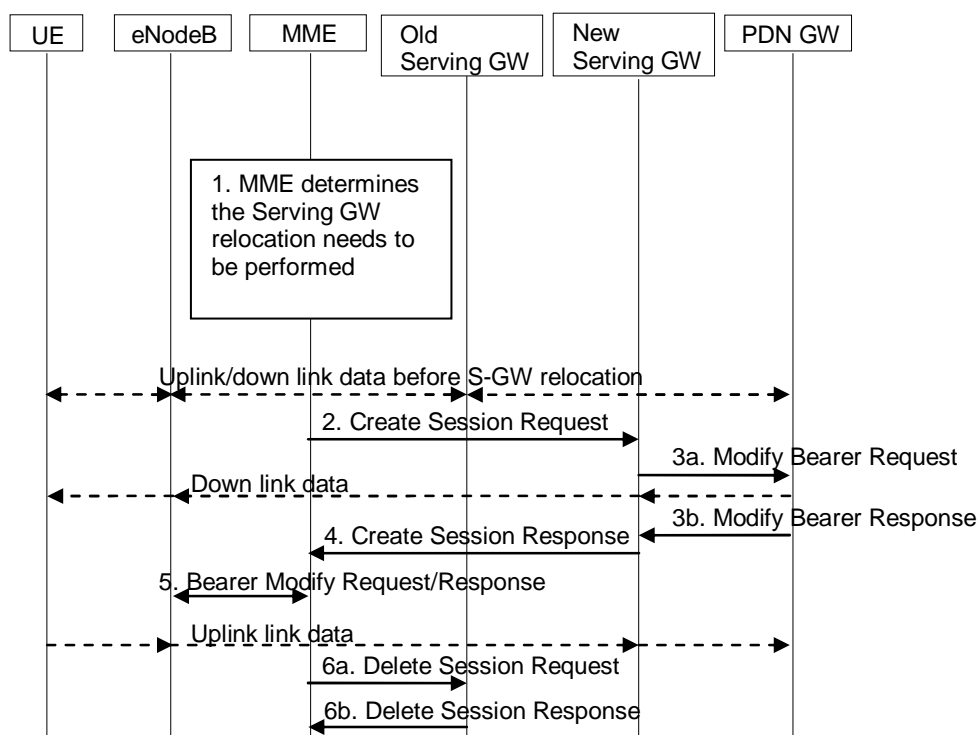 UE
eNodeB
MME
Old
Serving GW
New
Serving GW
PDN GW
1. MME determines
the Serving GW
relocation needs to
be performed
Uplink/down link data before S-GW relocation
2. Create Session Request
3a. Modify Bearer Request
Down link data
3b. Modify Bearer Response
4. Create Session Response
5. Bearer Modify Request/Response
Uplink link data
6a. Delete Session Request
6b. Delete Session Response